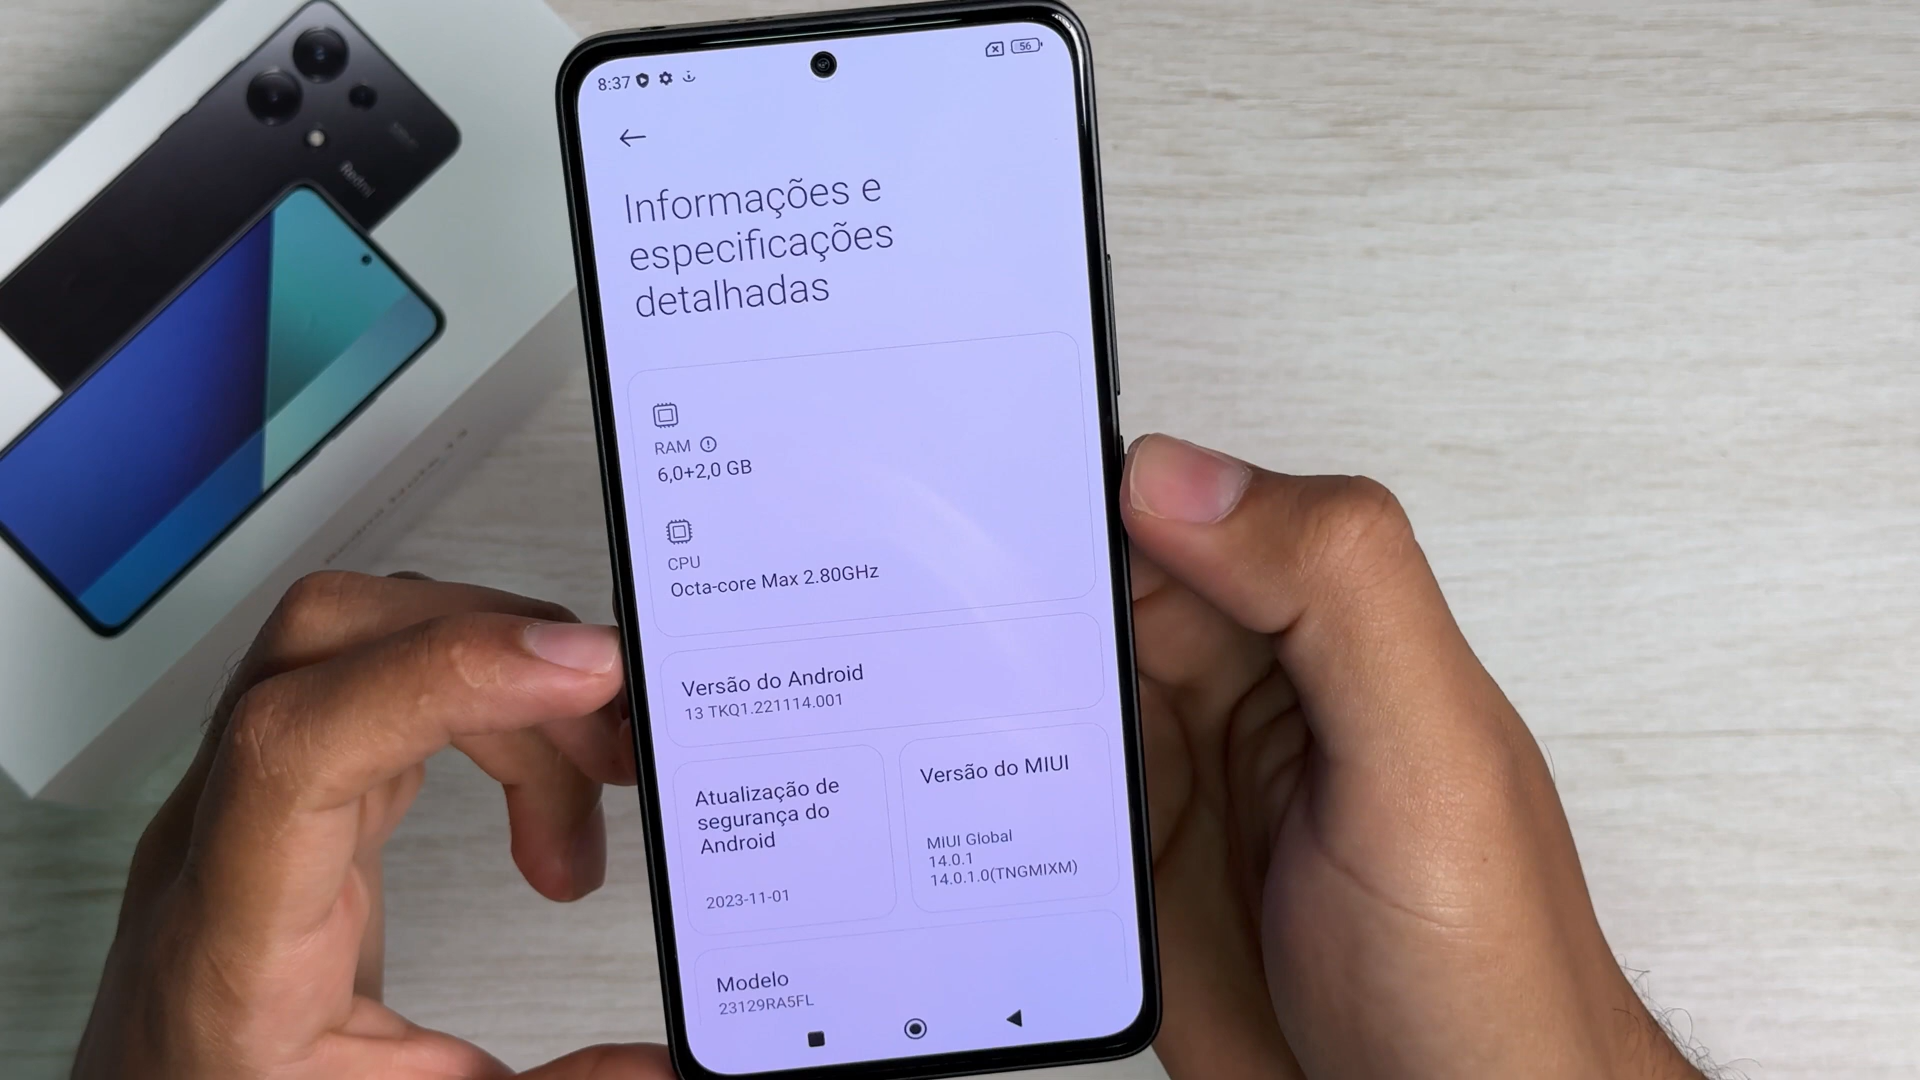 8:37
56
Informações e
especificações
detalhadas
RAM
6,0+2,0 GB
CPU
Octa-core Max 2.80GHz
Versão do Android
13 TKQ1.221114.001
Atualização de
segurança do
Android
2023-11-01
Versão do MIUI
MIUI Global
14.0.1
14.0.1.0(TNGMIXM)
Modelo
23129RA5FL
Redmi